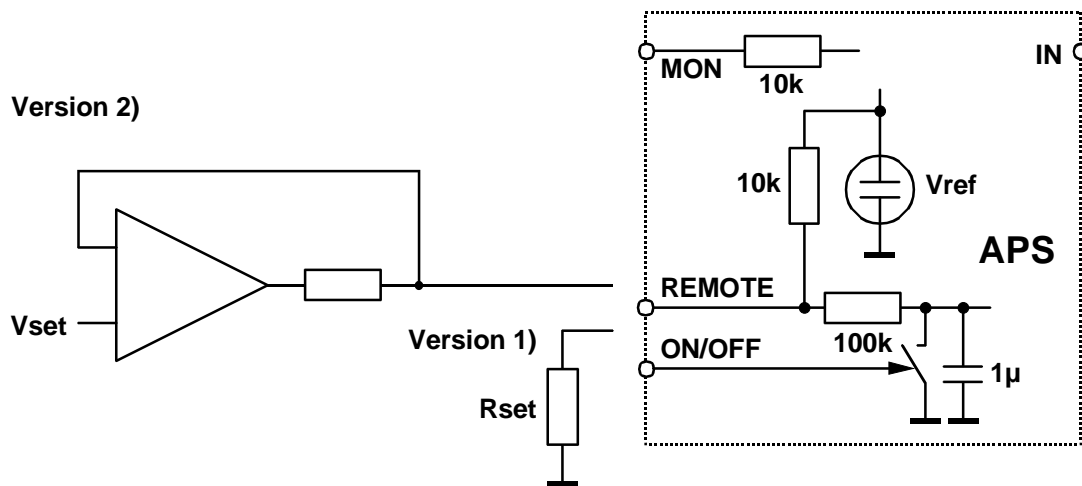 MON
IN
10k
Version 2)
10k
Vref
APS
REMOTE
Vset
Version 1)
ON/OFF
100k
1µ
Rset